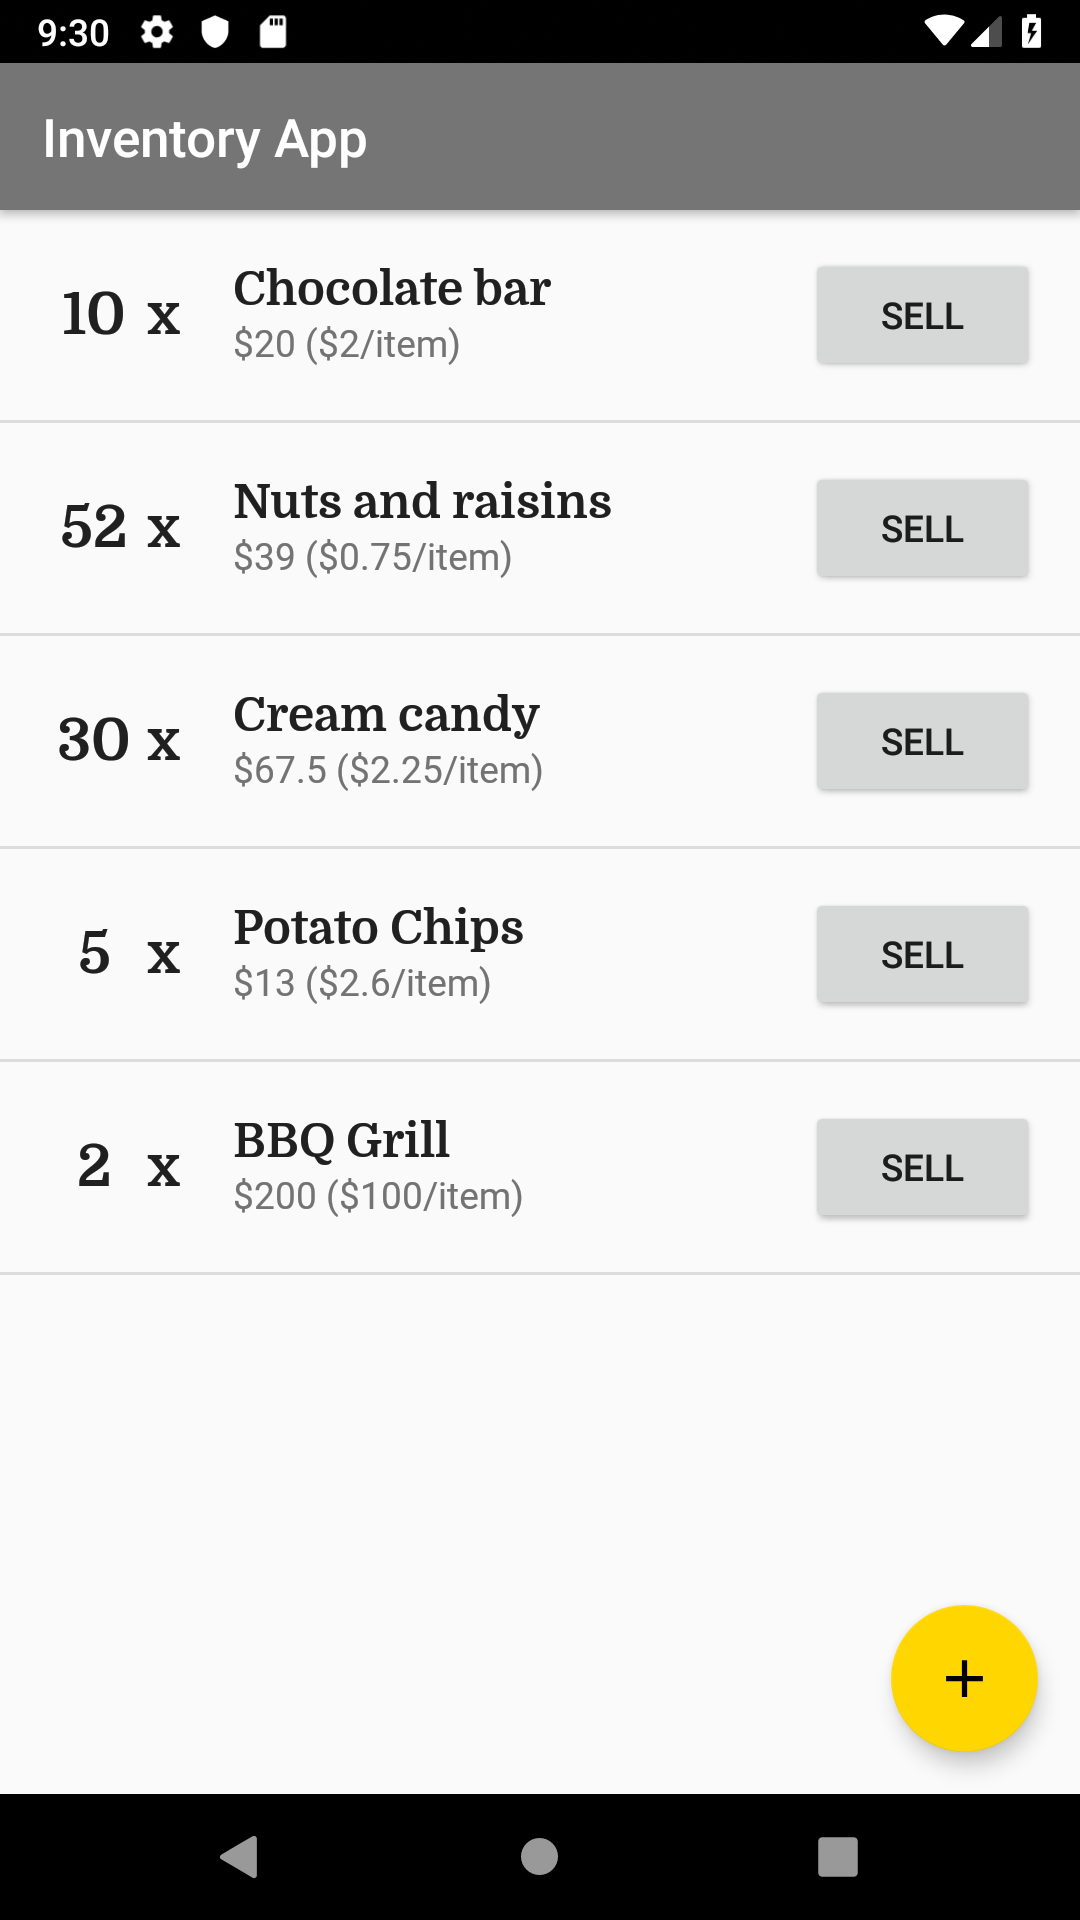 9:30
Inventory App
10 x
Chocolate bar
$20 ($2/item)
SELL
52 x
Nuts and raisins
$39 ($0.75/item)
SELL
30 x
Cream candy
$67.5 ($2.25/item)
SELL
5 x
Potato Chips
$13 ($2.6/item)
SELL
2 x
BBQ Grill
$200 ($100/item)
SELL
+